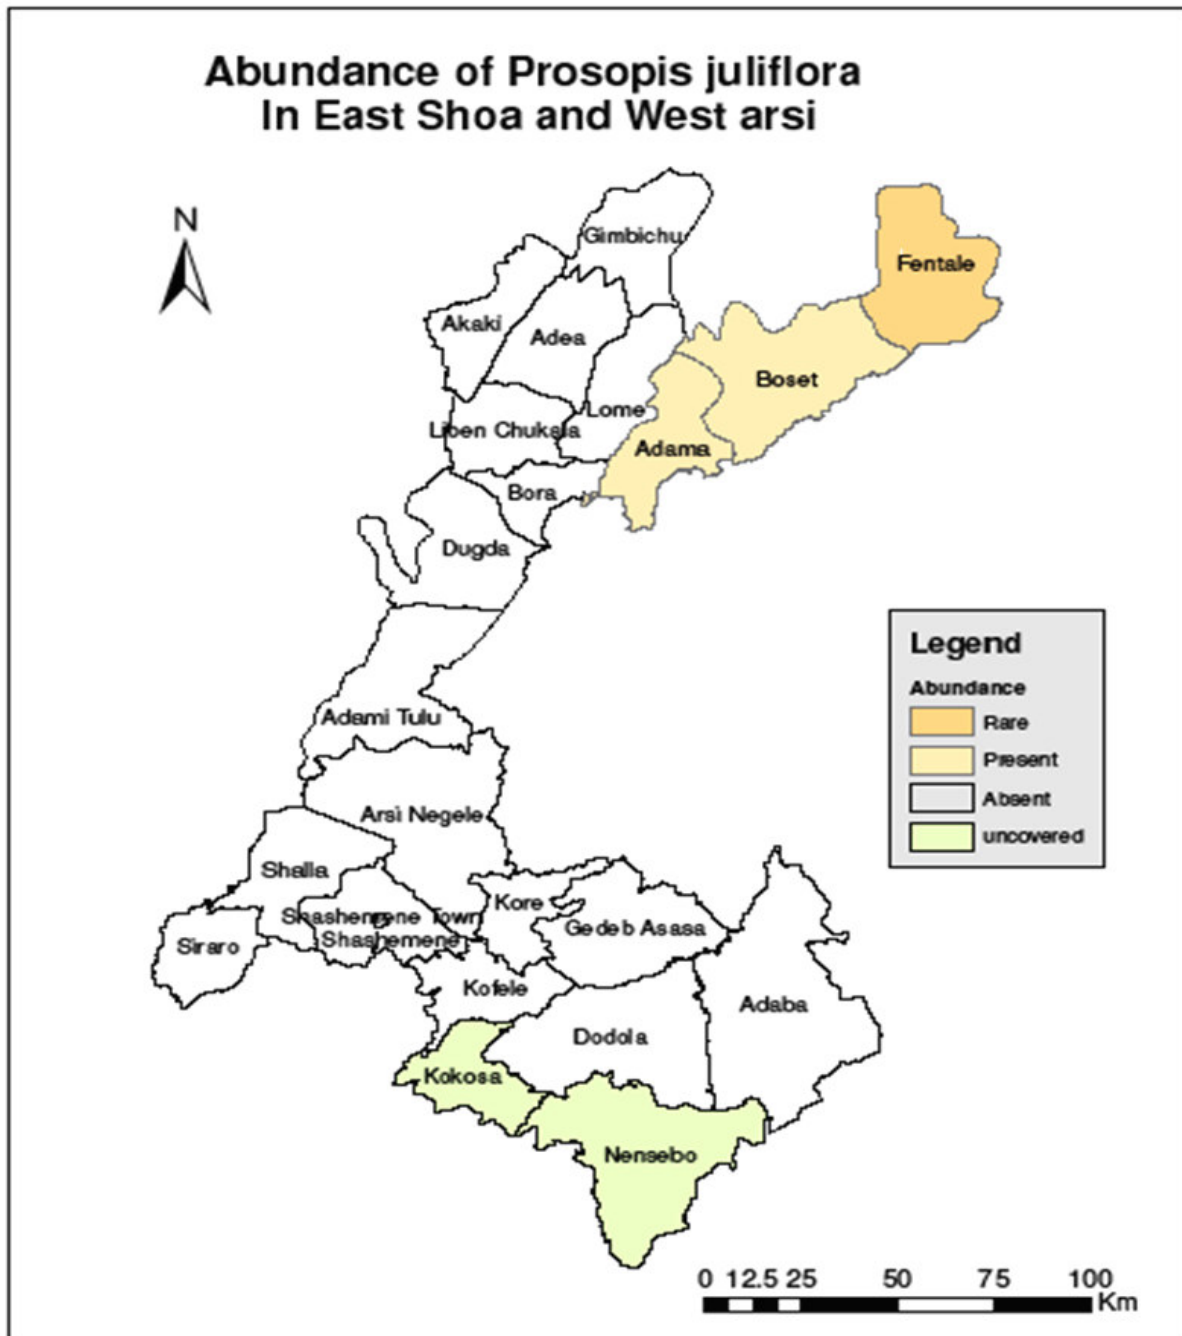 Abundance of Prosopis juliflora
In East Shoa and West arsi
N
Gimbichu
Fentale
Akaki
Adea
Boset
Lome
Liben Chukala
Adama
Bora
Dugda
Legend
Abundance
Rare
Present
Absent
uncovered
Adami Tulu
Arsi Negele
Shalla
Kore
Shashemene Town
Gedeb Asasa
Shashemene
Siraro
Kofele
Adaba
Dodola
Kokosa
Nensebo
0 12.5 25 50 75 100
Km